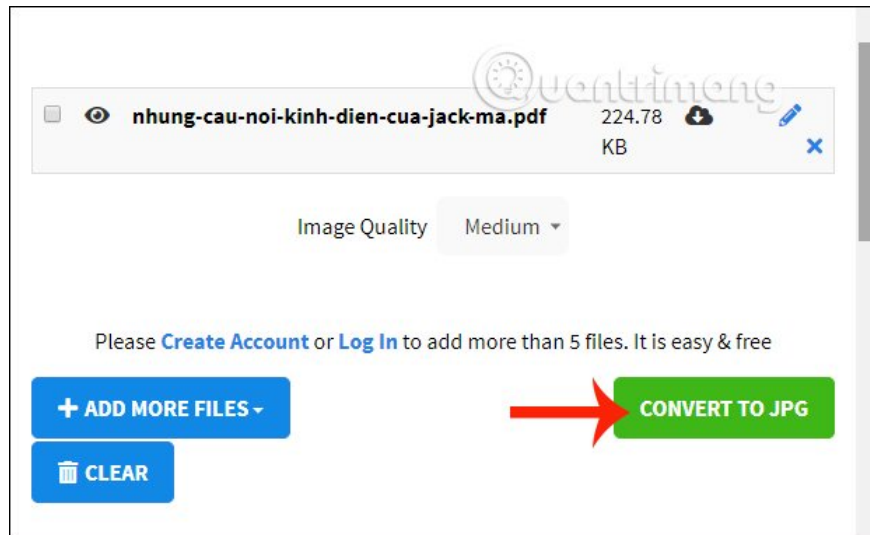 Quantrimang
nhung-cau-noi-kinh-dien-cua-jack-ma.pdf 224.78
KB
Image Quality Medium
Please Create Account or Log In to add more than 5 files. It is easy & free
+ ADD MORE FILES CONVERT TO JPG
CLEAR